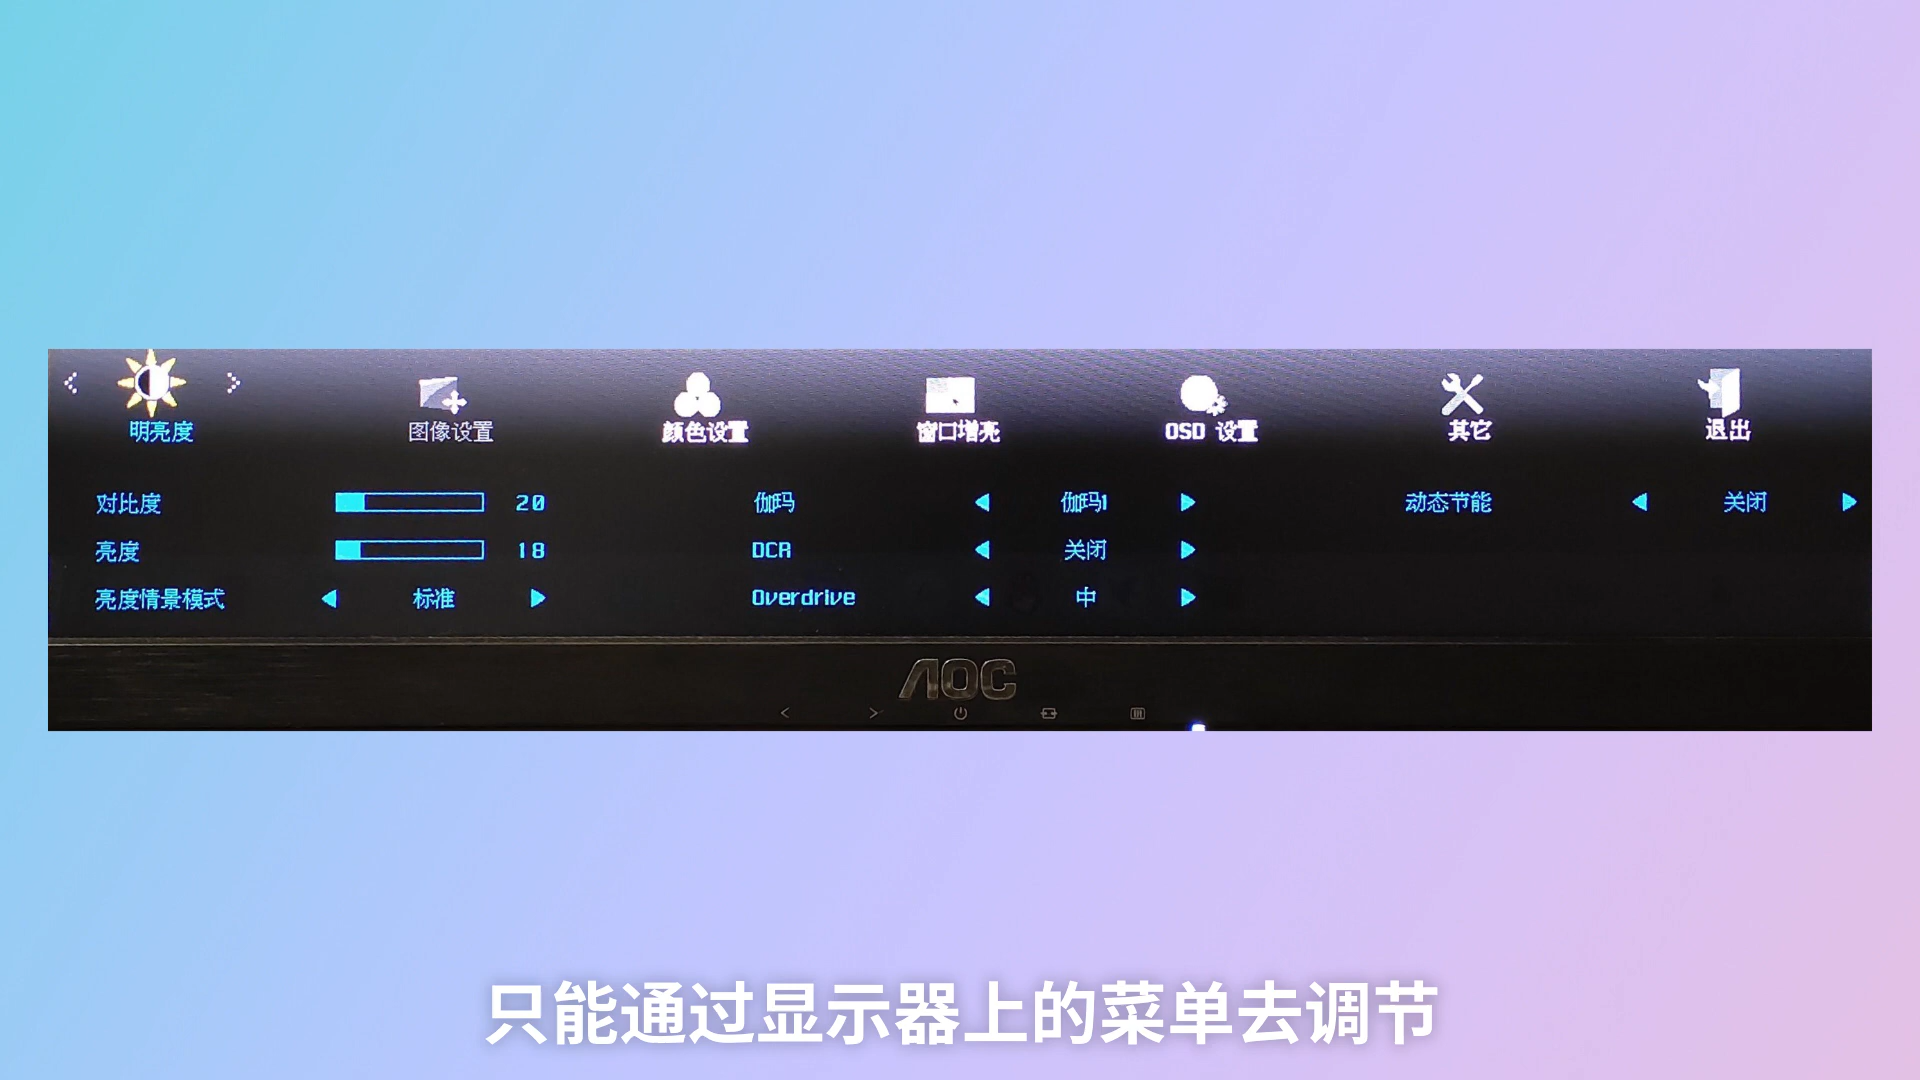 明亮度 图像设置 颜色设置 窗口增亮 OSD 设置 其它 退出
对比度 20 伽玛 伽玛1 动态节能 关闭
亮度 18 DCR 关闭
亮度情景模式 标准 Overdrive 中
AOC
只能通过显示器上的菜单去调节